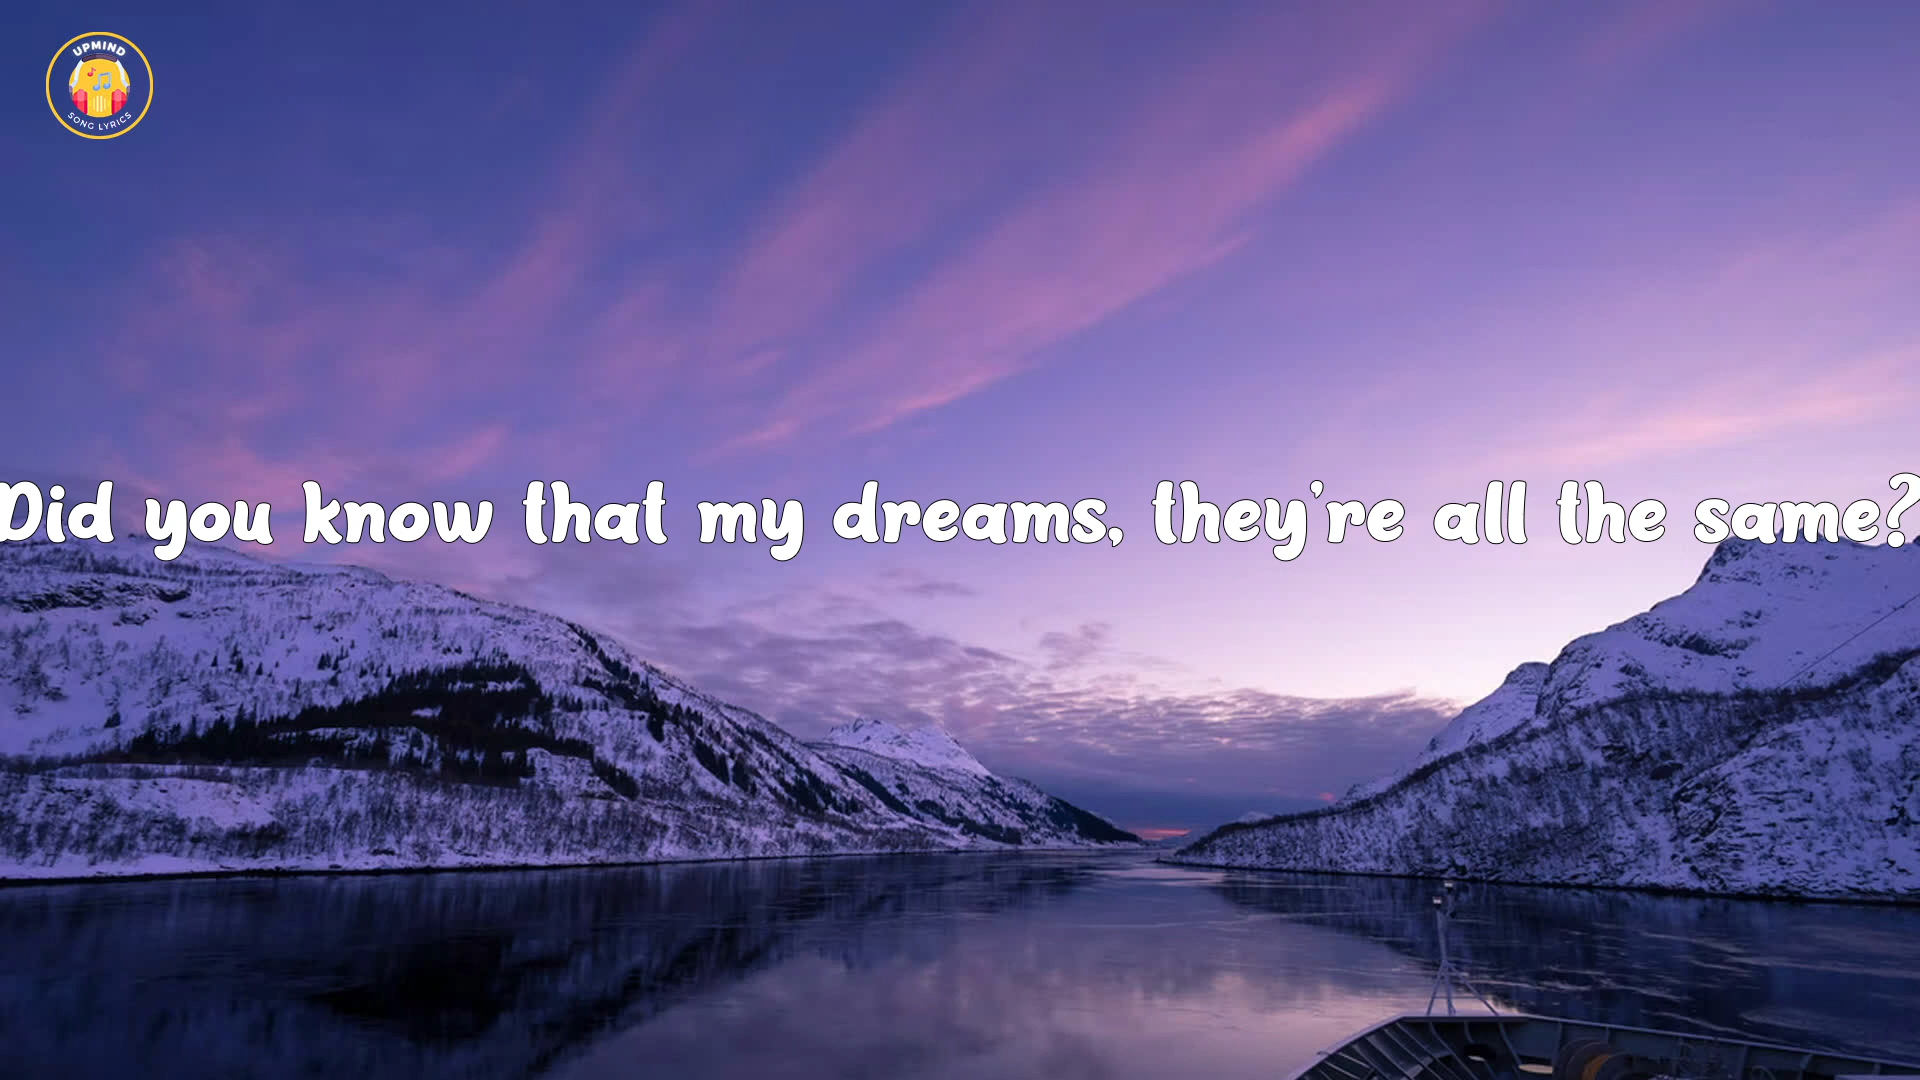 UPMIND
SONG LYRICS
Did you know that my dreams, they're all the same?